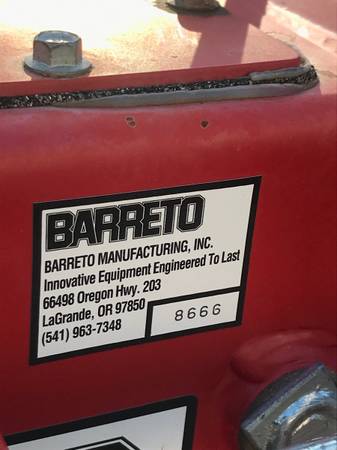 BARRETO
BARRETO MANUFACTURING, INC.
Innovative Equipment Engineered To Last
66498 Oregon Hwy. 203
LaGrande, OR 97850
(541) 963-7348
8666